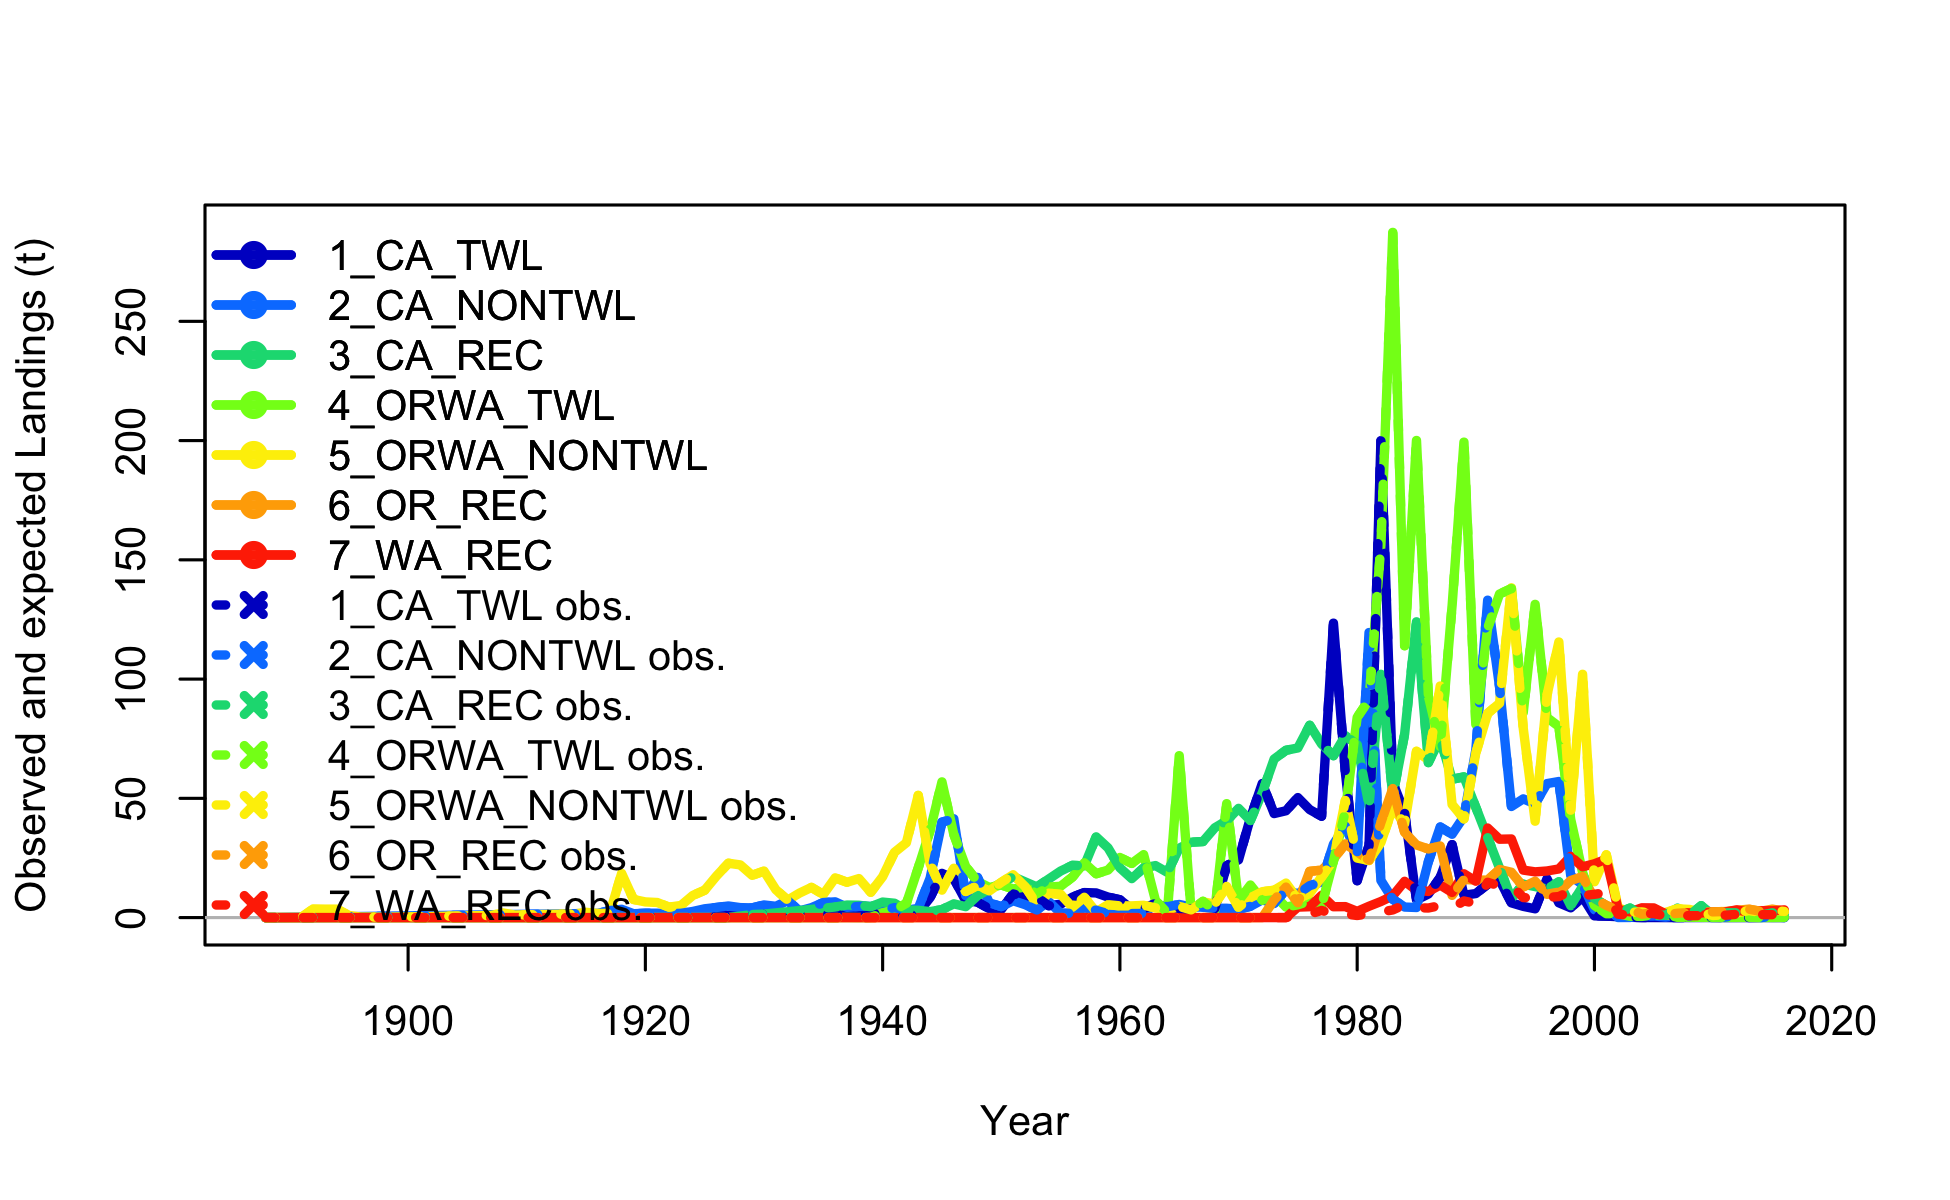 Observed and expected Landings (t)
250
200
150
100
50
0
1_CA_TWL
2_CA_NONTWL
3_CA_REC
4_ORWA_TWL
5_ORWA_NONTWL
6_OR_REC
7_WA_REC
1_CA_TWL obs.
2_CA_NONTWL obs.
3_CA_REC obs.
4_ORWA_TWL obs.
5_ORWA_NONTWL obs.
6_OR_REC obs.
7_WA_REC obs.
1900 1920 1940 1960 1980 2000 2020
Year